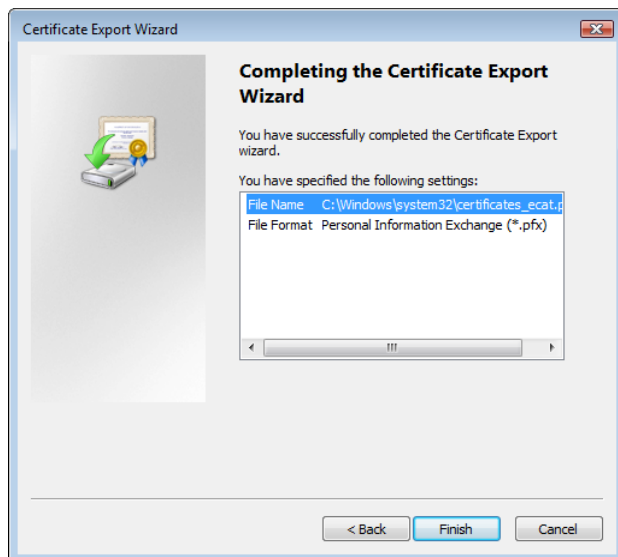 Certificate Export Wizard
Completing the Certificate Export
Wizard
You have successfully completed the Certificate Export
wizard.
You have specified the following settings:
File Name C:\Windows\system32\certificates_ecat.p
File Format Personal Information Exchange (*.pfx)
< Back Finish Cancel